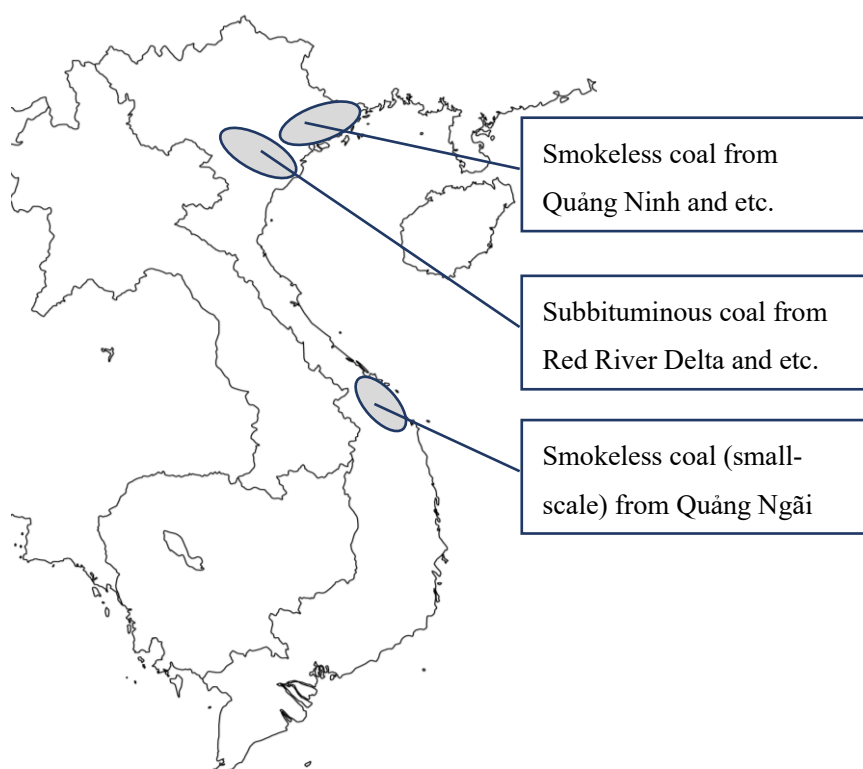 Smokeless coal from
Quảng Ninh and etc.
Subbituminous coal from
Red River Delta and etc.
Smokeless coal (small-
scale) from Quảng Ngãi